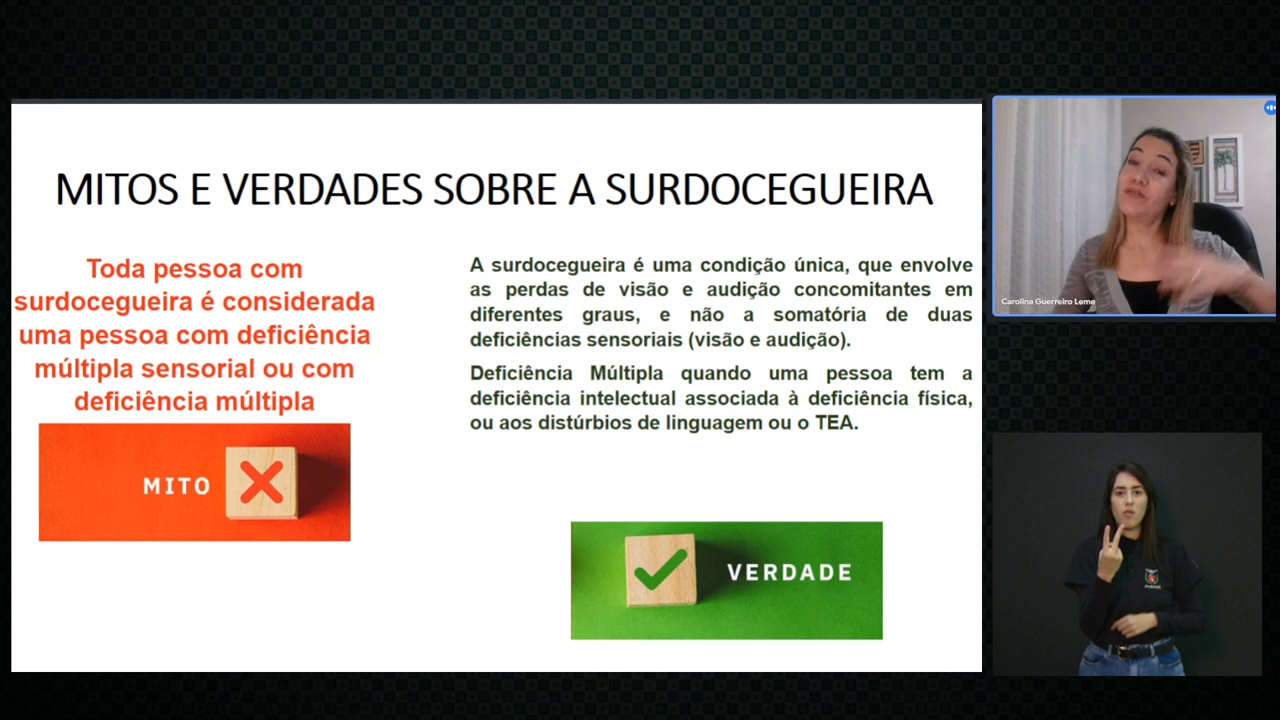 MITOS E VERDADES SOBRE A SURDOCEGUEIRA
Toda pessoa com
surdocegueira é considerada
uma pessoa com deficiência
múltipla sensorial ou com
deficiência múltipla
MITO
A surdocegueira é uma condição única, que envolve
as perdas de visão e audição concomitantes em
diferentes graus, e não a somatória de duas
deficiências sensoriais (visão e audição).
Deficiência Múltipla quando uma pessoa tem a
deficiência intelectual associada à deficiência física,
ou aos distúrbios de linguagem ou o TEA.
VERDADE
Carolina Guerreiro Leme